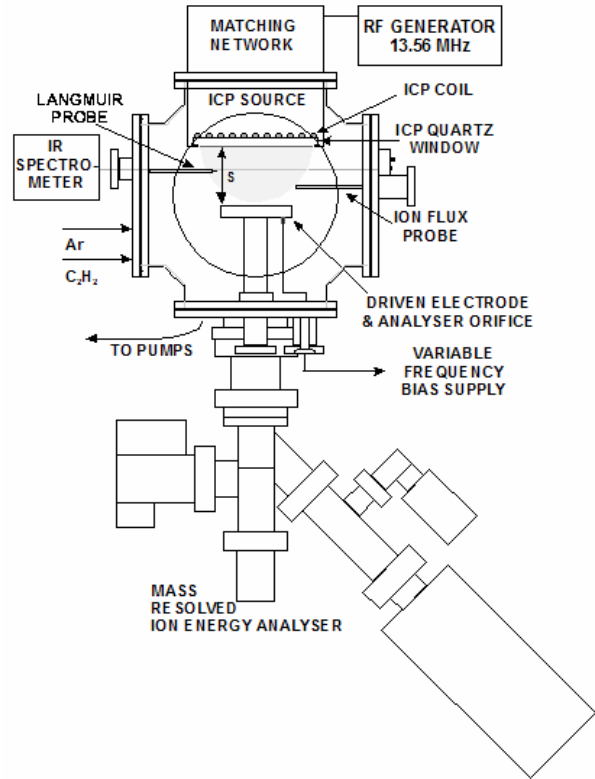 MATCHING
NETWORK
RF GENERATOR
13.56 MHz
ICP SOURCE
ICP COIL
LANGMUIR
PROBE
ICP QUARTZ
WINDOW
IR
SPECTRO-
METER
S
ION FLUX
PROBE
Ar
C₂H₂
DRIVEN ELECTRODE
& ANALYSER ORIFICE
TO PUMPS
VARIABLE
FREQUENCY
BIAS SUPPLY
MASS
RESOLVED
ION ENERGY ANALYSER